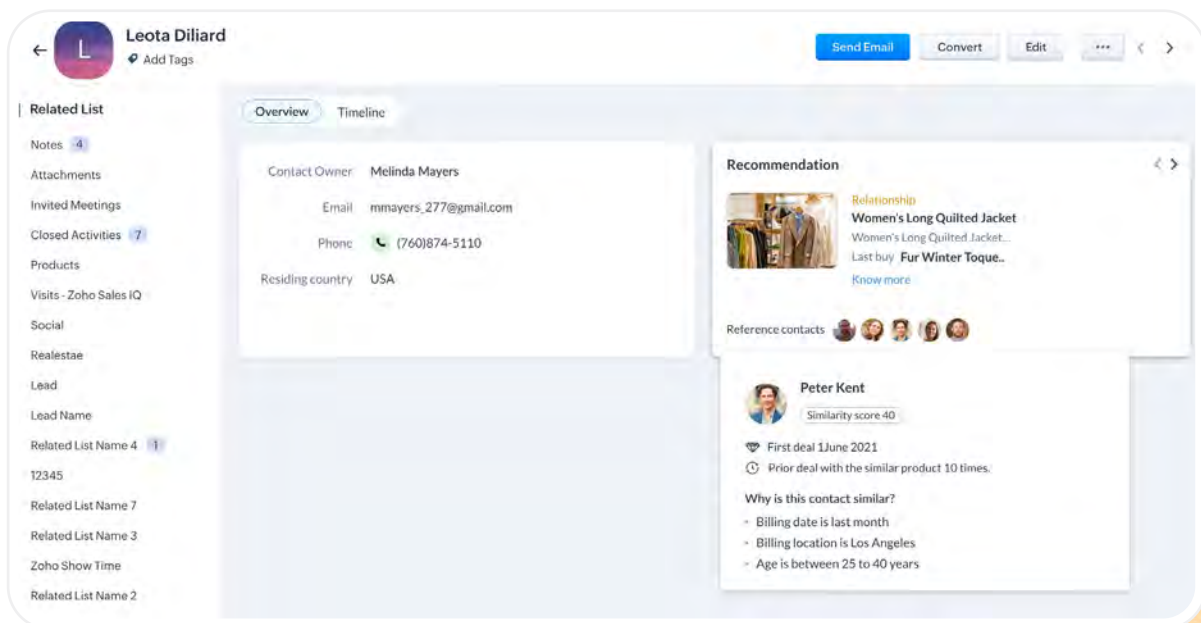 L
Leota Diliard
Add Tags
Send Email
Convert
Edit
...
Related List
Notes 4
Attachments
Invited Meetings
Closed Activities 7
Products
Visits - Zoho Sales IQ
Social
Realestae
Lead
Lead Name
Related List Name 4 1
12345
Related List Name 7
Related List Name 3
Zoho Show Time
Related List Name 2
Overview Timeline
Contact Owner Melinda Mayers
Email mmayers_277@gmail.com
Phone (760)874-5110
Residing country USA
Recommendation
Relationship
Women's Long Quilted Jacket
Women's Long Quilted Jacket...
Last buy Fur Winter Toque..
Know more
Reference contacts
Peter Kent
Similarity score 40
First deal 1June 2021
Prior deal with the similar product 10 times.
Why is this contact similar?
- Billing date is last month
- Billing location is Los Angeles
- Age is between 25 to 40 years